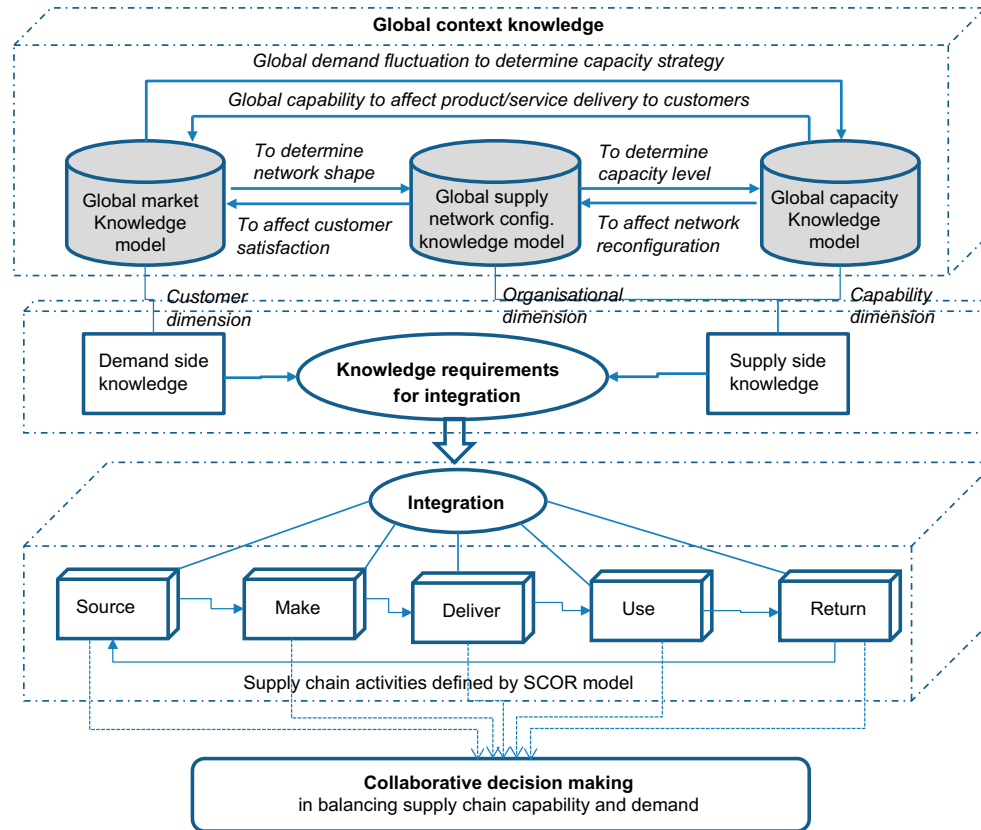 Global context knowledge
Global demand fluctuation to determine capacity strategy
Global capability to affect product/service delivery to customers
To determine
network shape
To determine
capacity level
Global market
Knowledge
model
Global supply
network config.
knowledge model
Global capacity
Knowledge
model
To affect customer
satisfaction
To affect network
reconfiguration
Customer
dimension
Organisational
dimension
Capability
dimension
Demand side
knowledge
Knowledge requirements
for integration
Supply side
knowledge
Integration
Source
Make
Deliver
Use
Return
Supply chain activities defined by SCOR model
Collaborative decision making
in balancing supply chain capability and demand